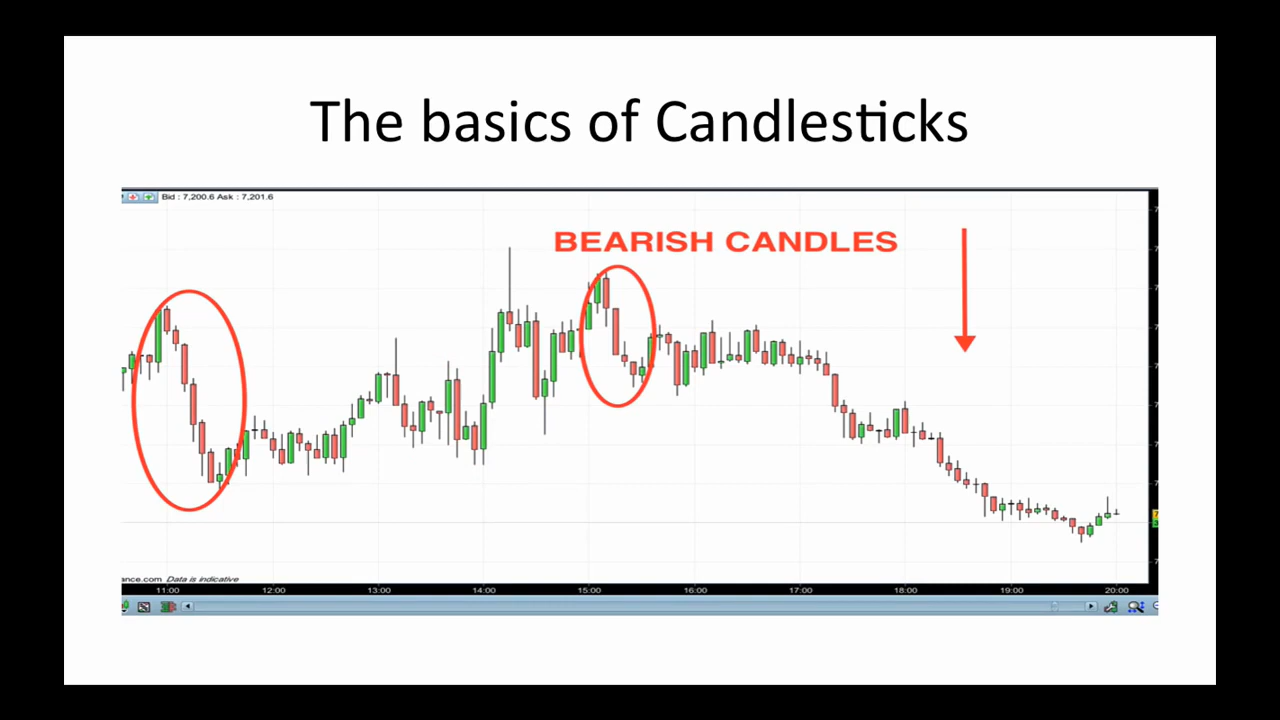 The basics of Candlesticks
Bid : 7,200.6 Ask : 7,201.6
BEARISH CANDLES
ance.com Data is indicative
11:00 12:00 13:00 14:00 15:00 16:00 17:00 18:00 19:00 20:00